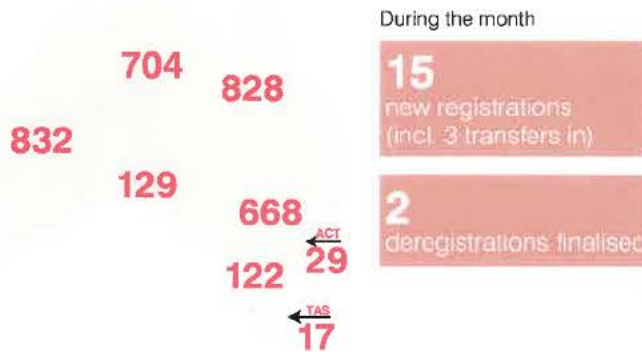 During the month
704
828
832
129
668
ACT
29
122
TAS
17
15
new registrations
(incl. 3 transfers in)
2
deregistrations finalised